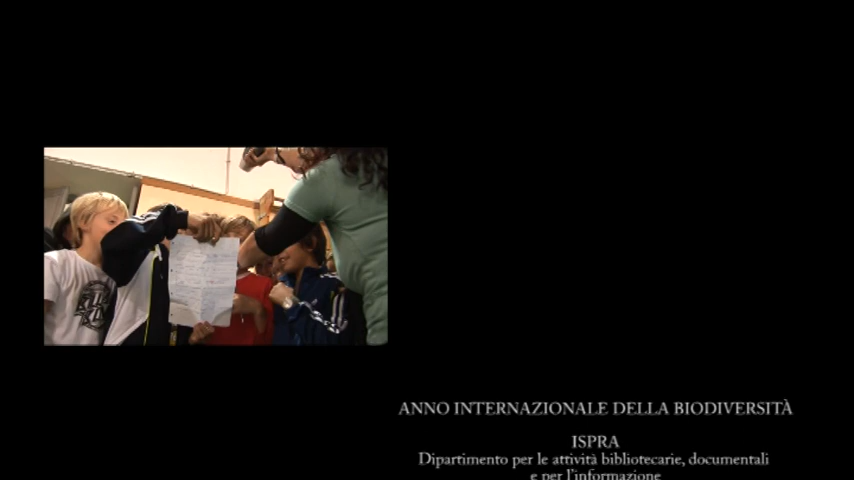 ANNO INTERNAZIONALE DELLA BIODIVERSITÀ
ISPRA
Dipartimento per le attività bibliotecarie, documentali
e per l'informazione